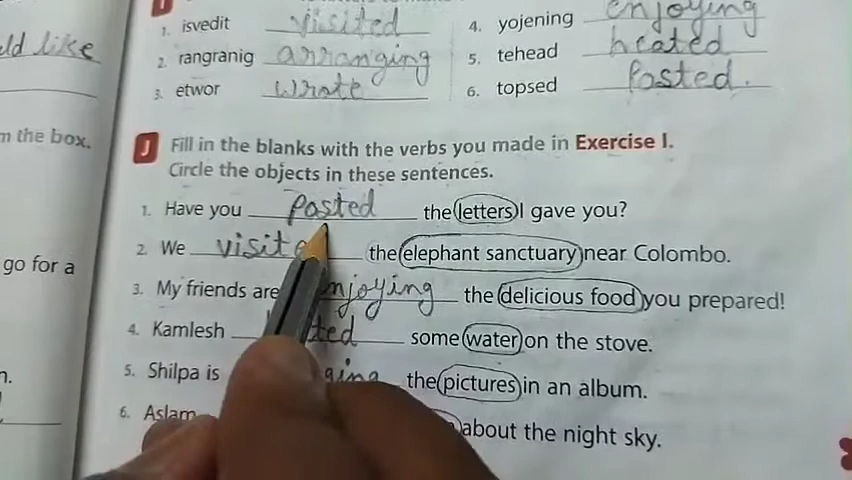 I
1. isvedit visited 4. yojening enjoying
ld like
2. rangranig arranging 5. tehead heated
3. etwor wrote 6. topsed Posted.
m the box.
J Fill in the blanks with the verbs you made in Exercise I.
Circle the objects in these sentences.
1. Have you Posted the letters I gave you?
2. We visite the elephant sanctuary near Colombo.
go for a
3. My friends are njoying the delicious food you prepared!
4. Kamlesh ted some water on the stove.
n.
5. Shilpa is ging the pictures in an album.
6. Aslam about the night sky.